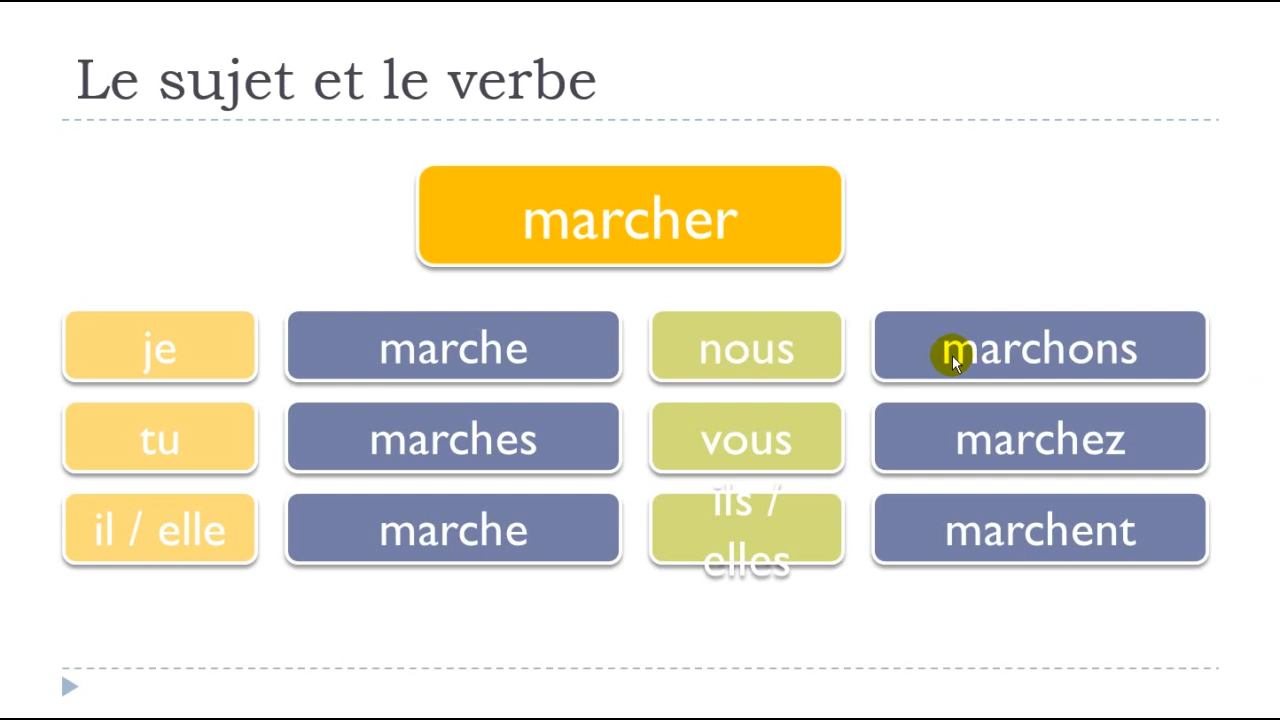 Le sujet et le verbe
marcher
je marche nous marchons
tu marches vous marchez
il / elle marche ils / elles marchent